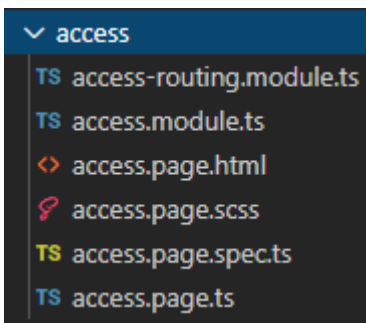 access
TS access-routing.module.ts
TS access.module.ts
<> access.page.html
access.page.scss
TS access.page.spec.ts
TS access.page.ts